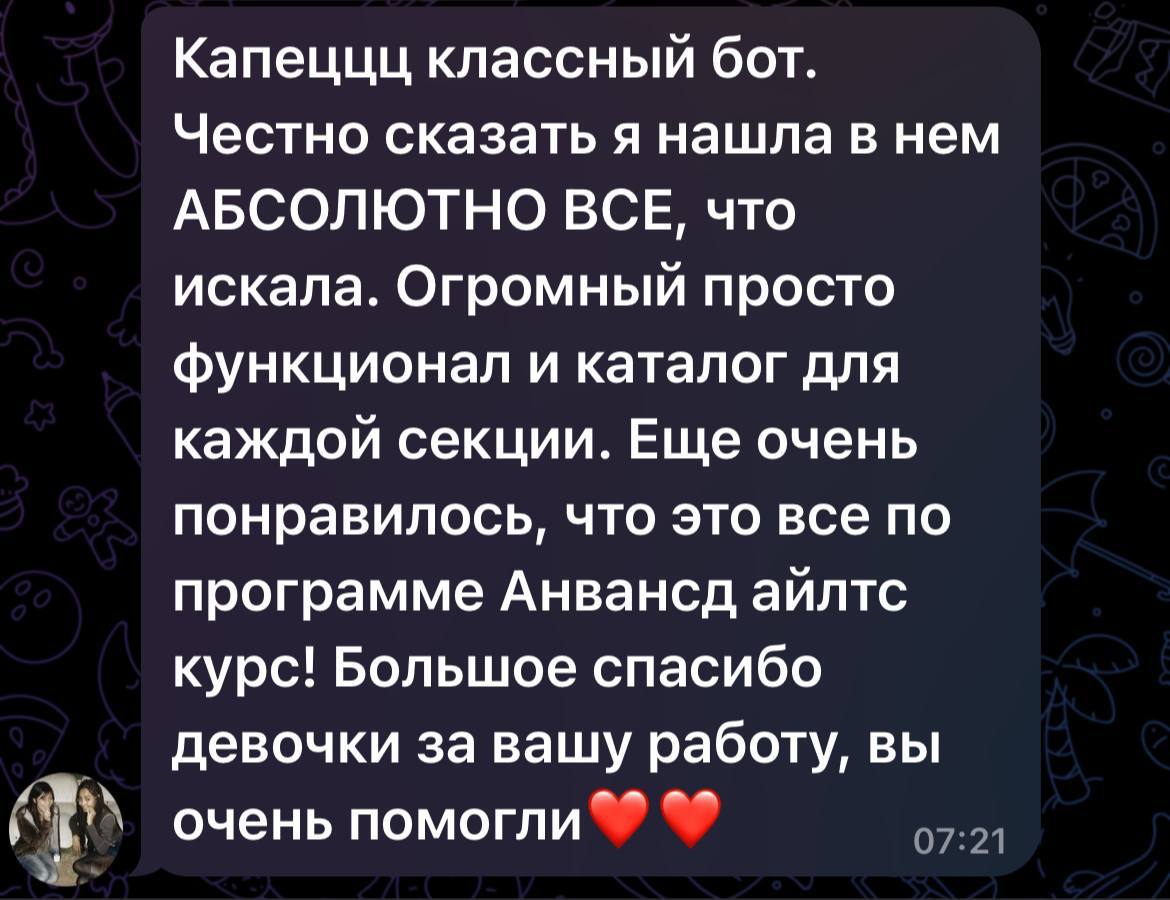 Капеццц классный бот.
Честно сказать я нашла в нем
АБСОЛЮТНО ВСЕ, что
искала. Огромный просто
функционал и каталог для
каждой секции. Еще очень
понравилось, что это все по
программе Анвансд айлтс
курс! Большое спасибо
девочки за вашу работу, вы
очень помогли❤️❤️
07:21